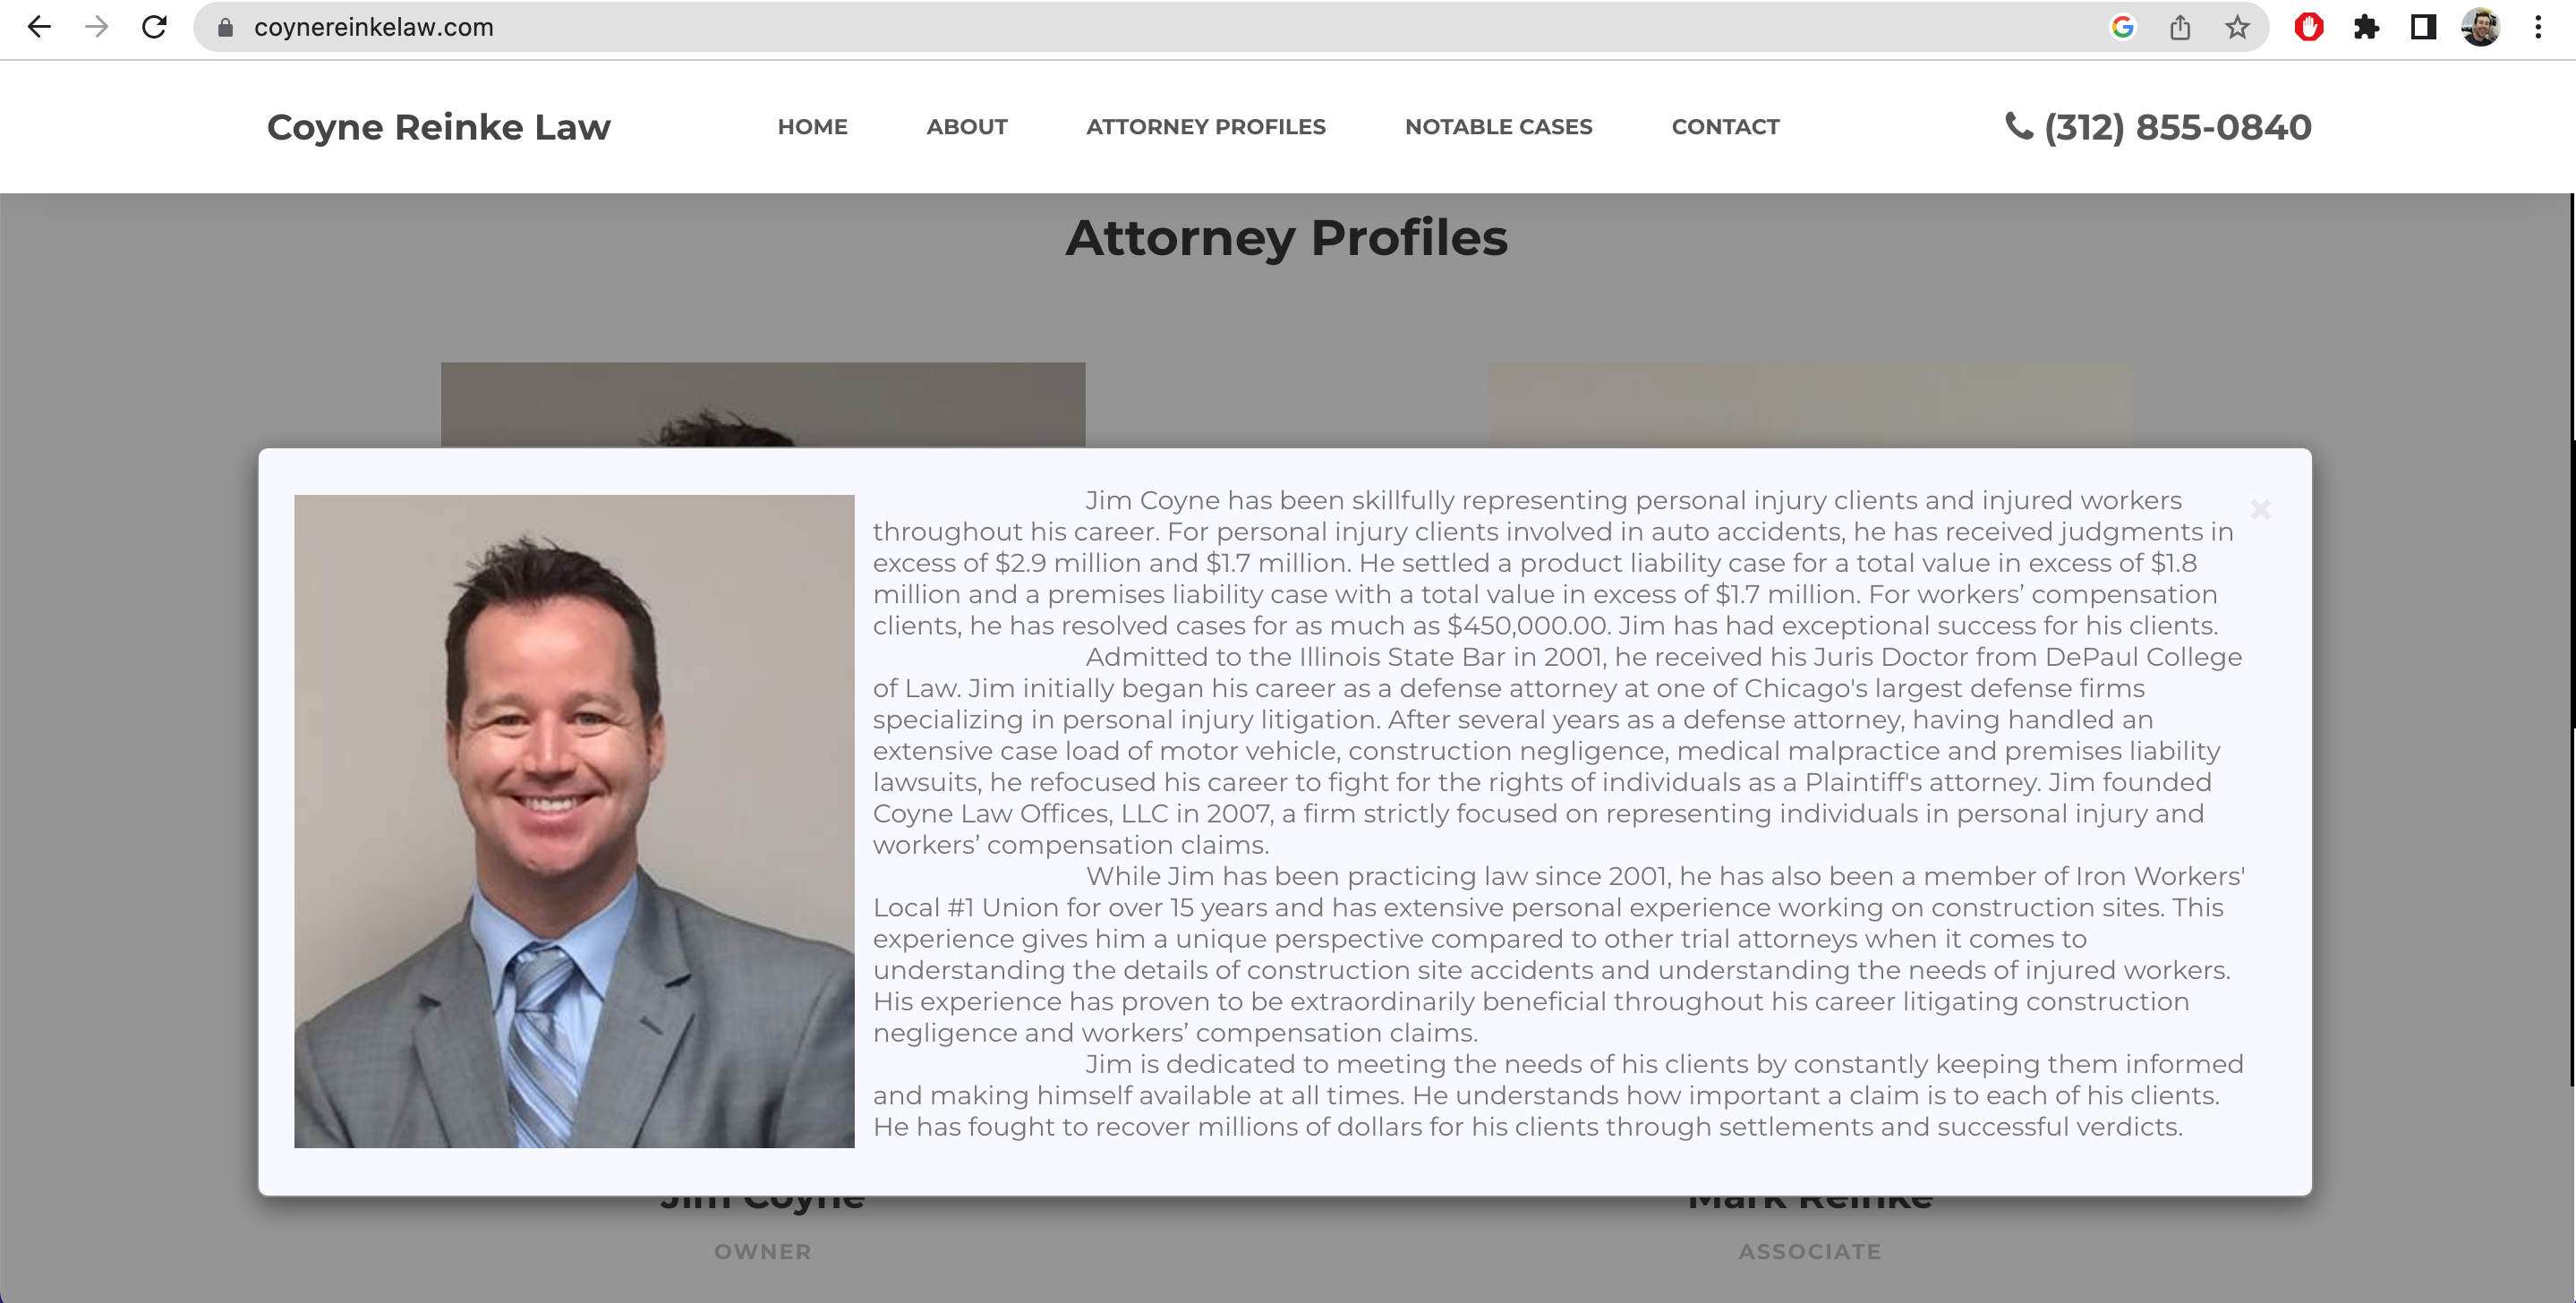 coynereinkelaw.com
Coyne Reinke Law
HOME
ABOUT
ATTORNEY PROFILES
NOTABLE CASES
CONTACT
(312) 855-0840
Attorney Profiles
Jim Coyne has been skillfully representing personal injury clients and injured workers
throughout his career. For personal injury clients involved in auto accidents, he has received judgments in
excess of $2.9 million and $1.7 million. He settled a product liability case for a total value in excess of $1.8
million and a premises liability case with a total value in excess of $1.7 million. For workers’ compensation
clients, he has resolved cases for as much as $450,000.00. Jim has had exceptional success for his clients.
Admitted to the Illinois State Bar in 2001, he received his Juris Doctor from DePaul College
of Law. Jim initially began his career as a defense attorney at one of Chicago's largest defense firms
specializing in personal injury litigation. After several years as a defense attorney, having handled an
extensive case load of motor vehicle, construction negligence, medical malpractice and premises liability
lawsuits, he refocused his career to fight for the rights of individuals as a Plaintiff's attorney. Jim founded
Coyne Law Offices, LLC in 2007, a firm strictly focused on representing individuals in personal injury and
workers’ compensation claims.
While Jim has been practicing law since 2001, he has also been a member of Iron Workers'
Local #1 Union for over 15 years and has extensive personal experience working on construction sites. This
experience gives him a unique perspective compared to other trial attorneys when it comes to
understanding the details of construction site accidents and understanding the needs of injured workers.
His experience has proven to be extraordinarily beneficial throughout his career litigating construction
negligence and workers’ compensation claims.
Jim is dedicated to meeting the needs of his clients by constantly keeping them informed
and making himself available at all times. He understands how important a claim is to each of his clients.
He has fought to recover millions of dollars for his clients through settlements and successful verdicts.
Jim Coyne
Mark Reinke
OWNER
ASSOCIATE